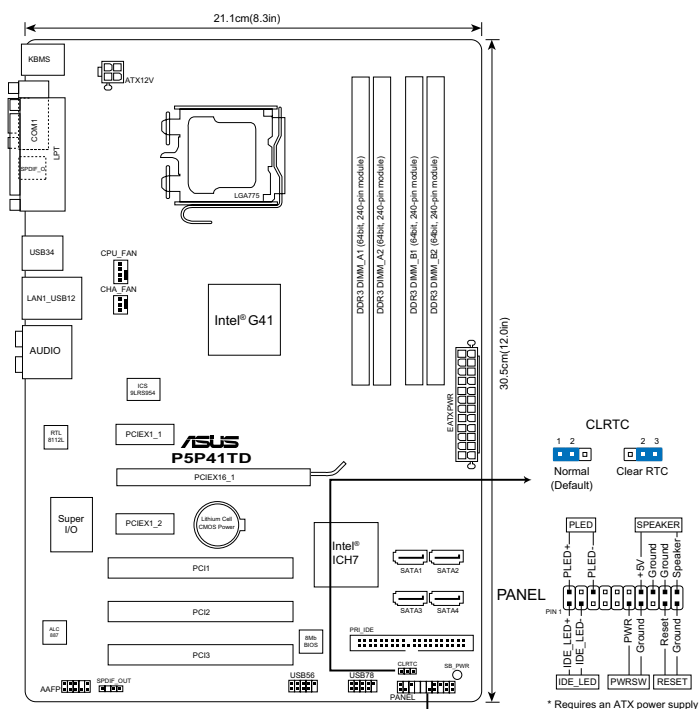 21.1cm(8.3in)
KBMS
ATX12V
COM1
LPT
SPDIF_O
LGA775
DDR3 DIMM_A1 (64bit, 240-pin module)
DDR3 DIMM_A2 (64bit, 240-pin module)
DDR3 DIMM_B1 (64bit, 240-pin module)
DDR3 DIMM_B2 (64bit, 240-pin module)
30.5cm(12.0in)
USB34
CPU_FAN
CHA_FAN
LAN1_USB12
Intel® G41
AUDIO
EATXPWR
ICS
9LRS954
RTL
8112L
PCIEX1_1
ASUS
P5P41TD
PCIEX16_1
CLRTC
1 2
2 3
Normal
(Default)
Clear RTC
Super
I/O
PCIEX1_2
Lithium Cell
CMOS Power
Intel®
ICH7
SATA1
SATA2
SATA3
SATA4
PCI1
PCI2
PCI3
ALC
887
8Mb
BIOS
PRI_IDE
CLRTC
SB_PWR
AAFP
SPDIF_OUT
USB56
USB78
PANEL
PANEL
PLED
SPEAKER
PLED+
PLED-
+5V
Ground
Ground
Speaker-
PIN 1
IDE_LED+
IDE_LED-
PWR
Ground
Reset
Ground
IDE_LED
PWRSW
RESET
* Requires an ATX power supply